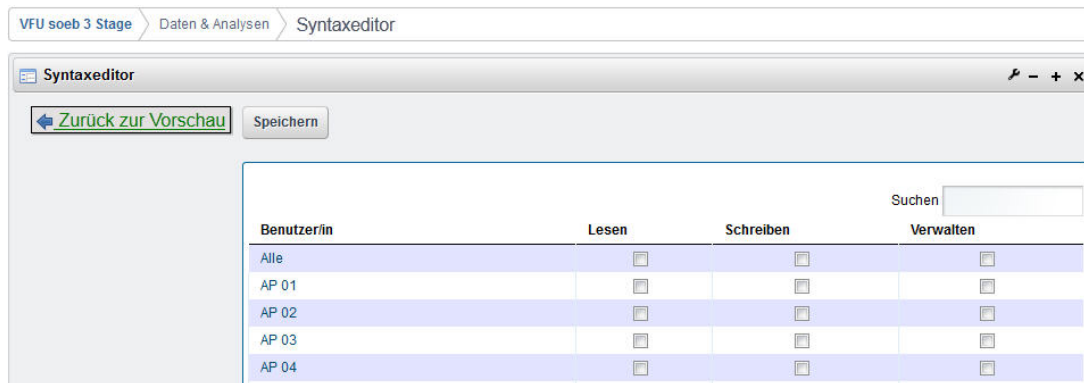 VFU soeb 3 Stage Daten & Analysen Syntaxeditor
Syntaxeditor
Zurück zur Vorschau Speichern
Suchen
Benutzer/in Lesen Schreiben Verwalten
Alle
AP 01
AP 02
AP 03
AP 04